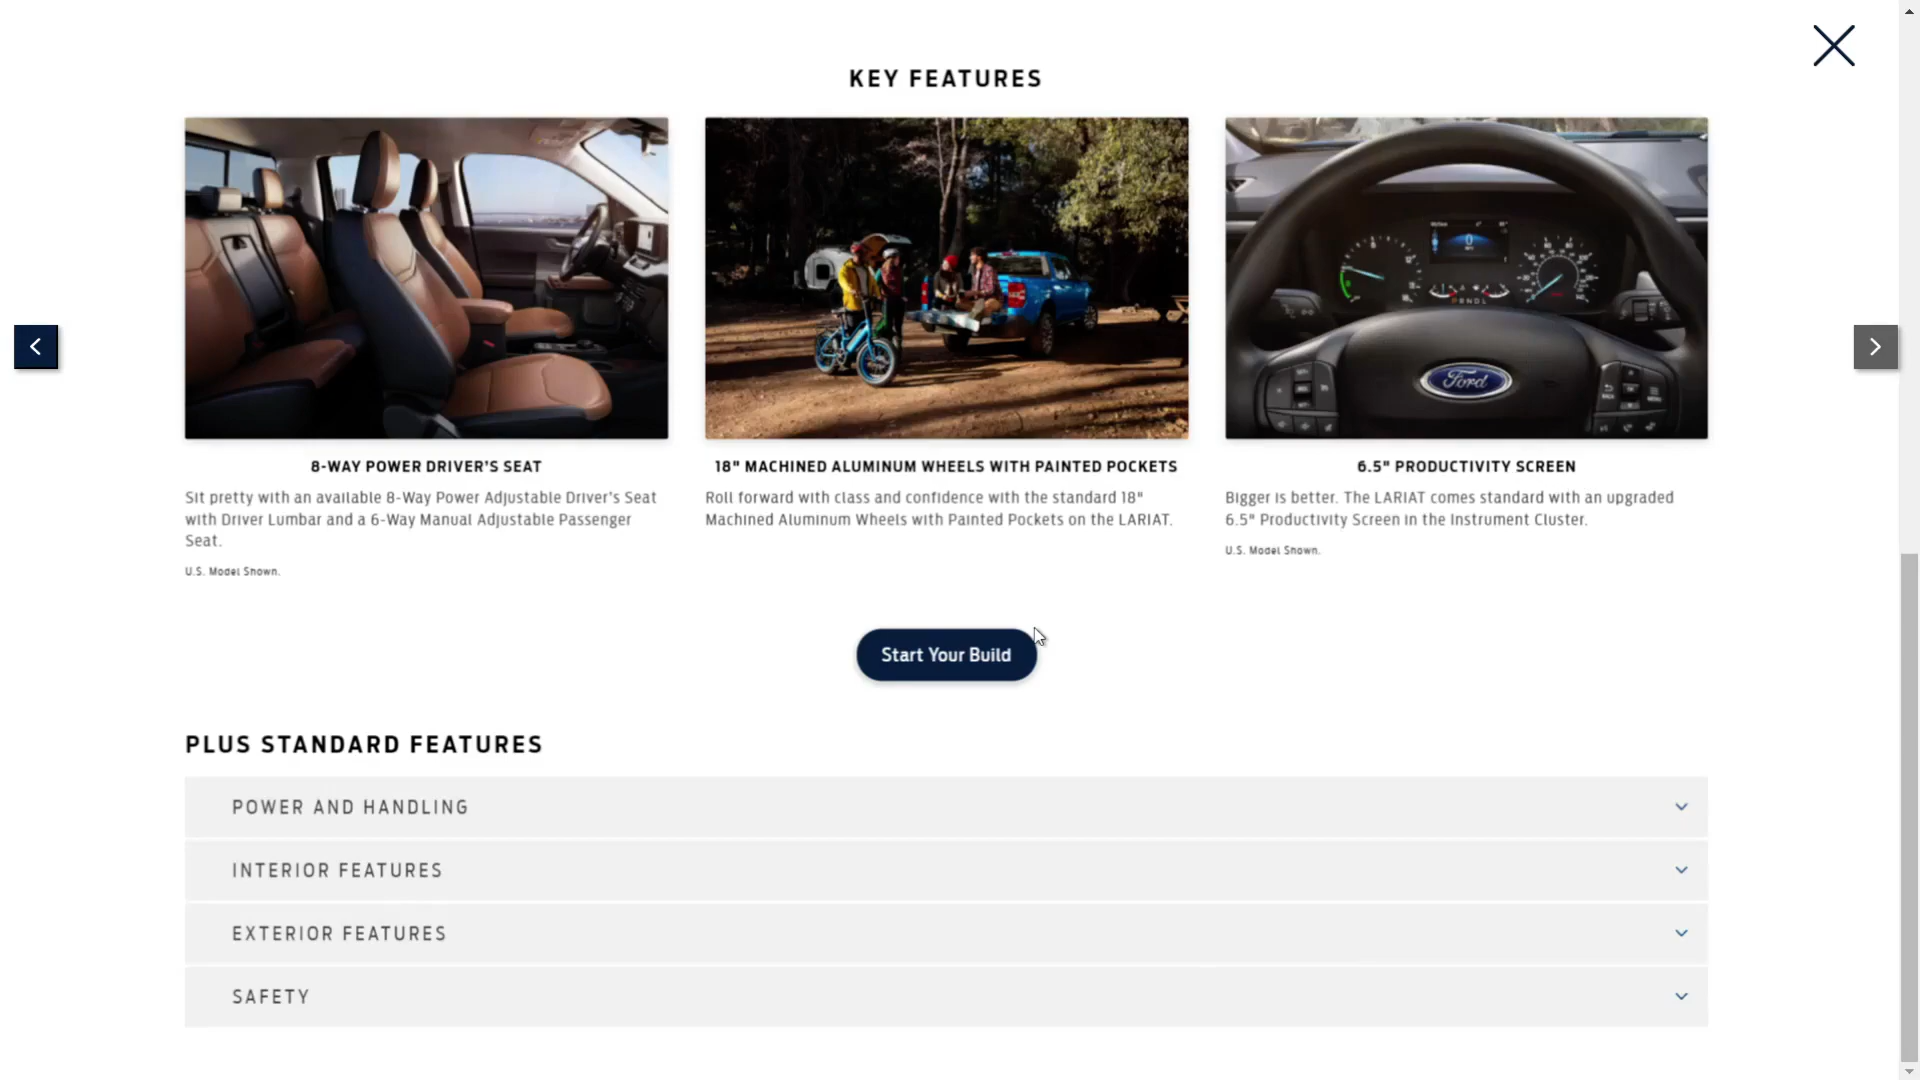 KEY FEATURES
Ford
8-WAY POWER DRIVER'S SEAT
Sit pretty with an available 8-Way Power Adjustable Driver's Seat
with Driver Lumbar and a 6-Way Manual Adjustable Passenger
Seat.
U.S. Model Shown.
18" MACHINED ALUMINUM WHEELS WITH PAINTED POCKETS
Roll forward with class and confidence with the standard 18"
Machined Aluminum Wheels with Painted Pockets on the LARIAT.
6.5" PRODUCTIVITY SCREEN
Bigger is better. The LARIAT comes standard with an upgraded
6.5" Productivity Screen in the Instrument Cluster.
U.S. Model Shown.
Start Your Build
PLUS STANDARD FEATURES
POWER AND HANDLING
INTERIOR FEATURES
EXTERIOR FEATURES
SAFETY